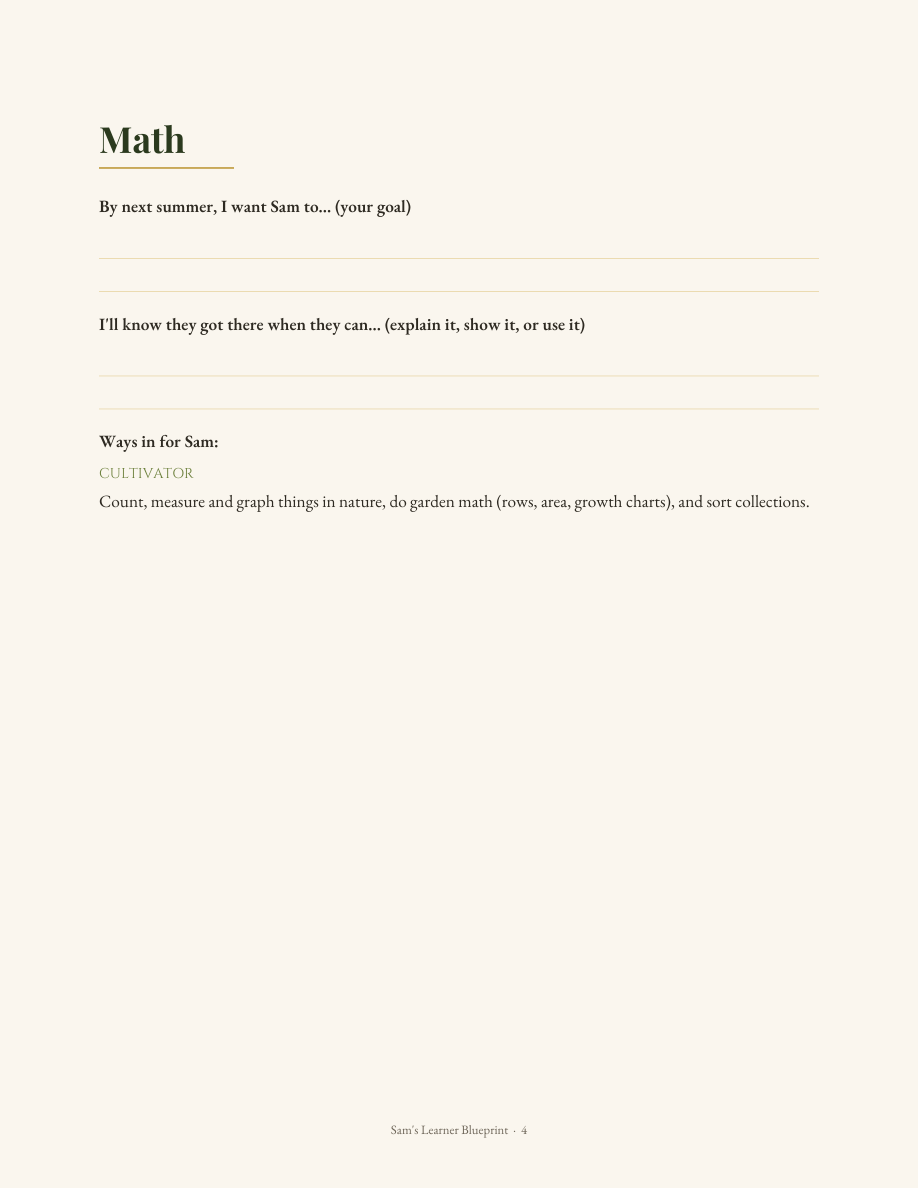 Math
By next summer, I want Sam to... (your goal)
I'll know they got there when they can... (explain it, show it, or use it)
Ways in for Sam:
CULTIVATOR
Count, measure and graph things in nature, do garden math (rows, area, growth charts), and sort collections.
Sam's Learner Blueprint · 4